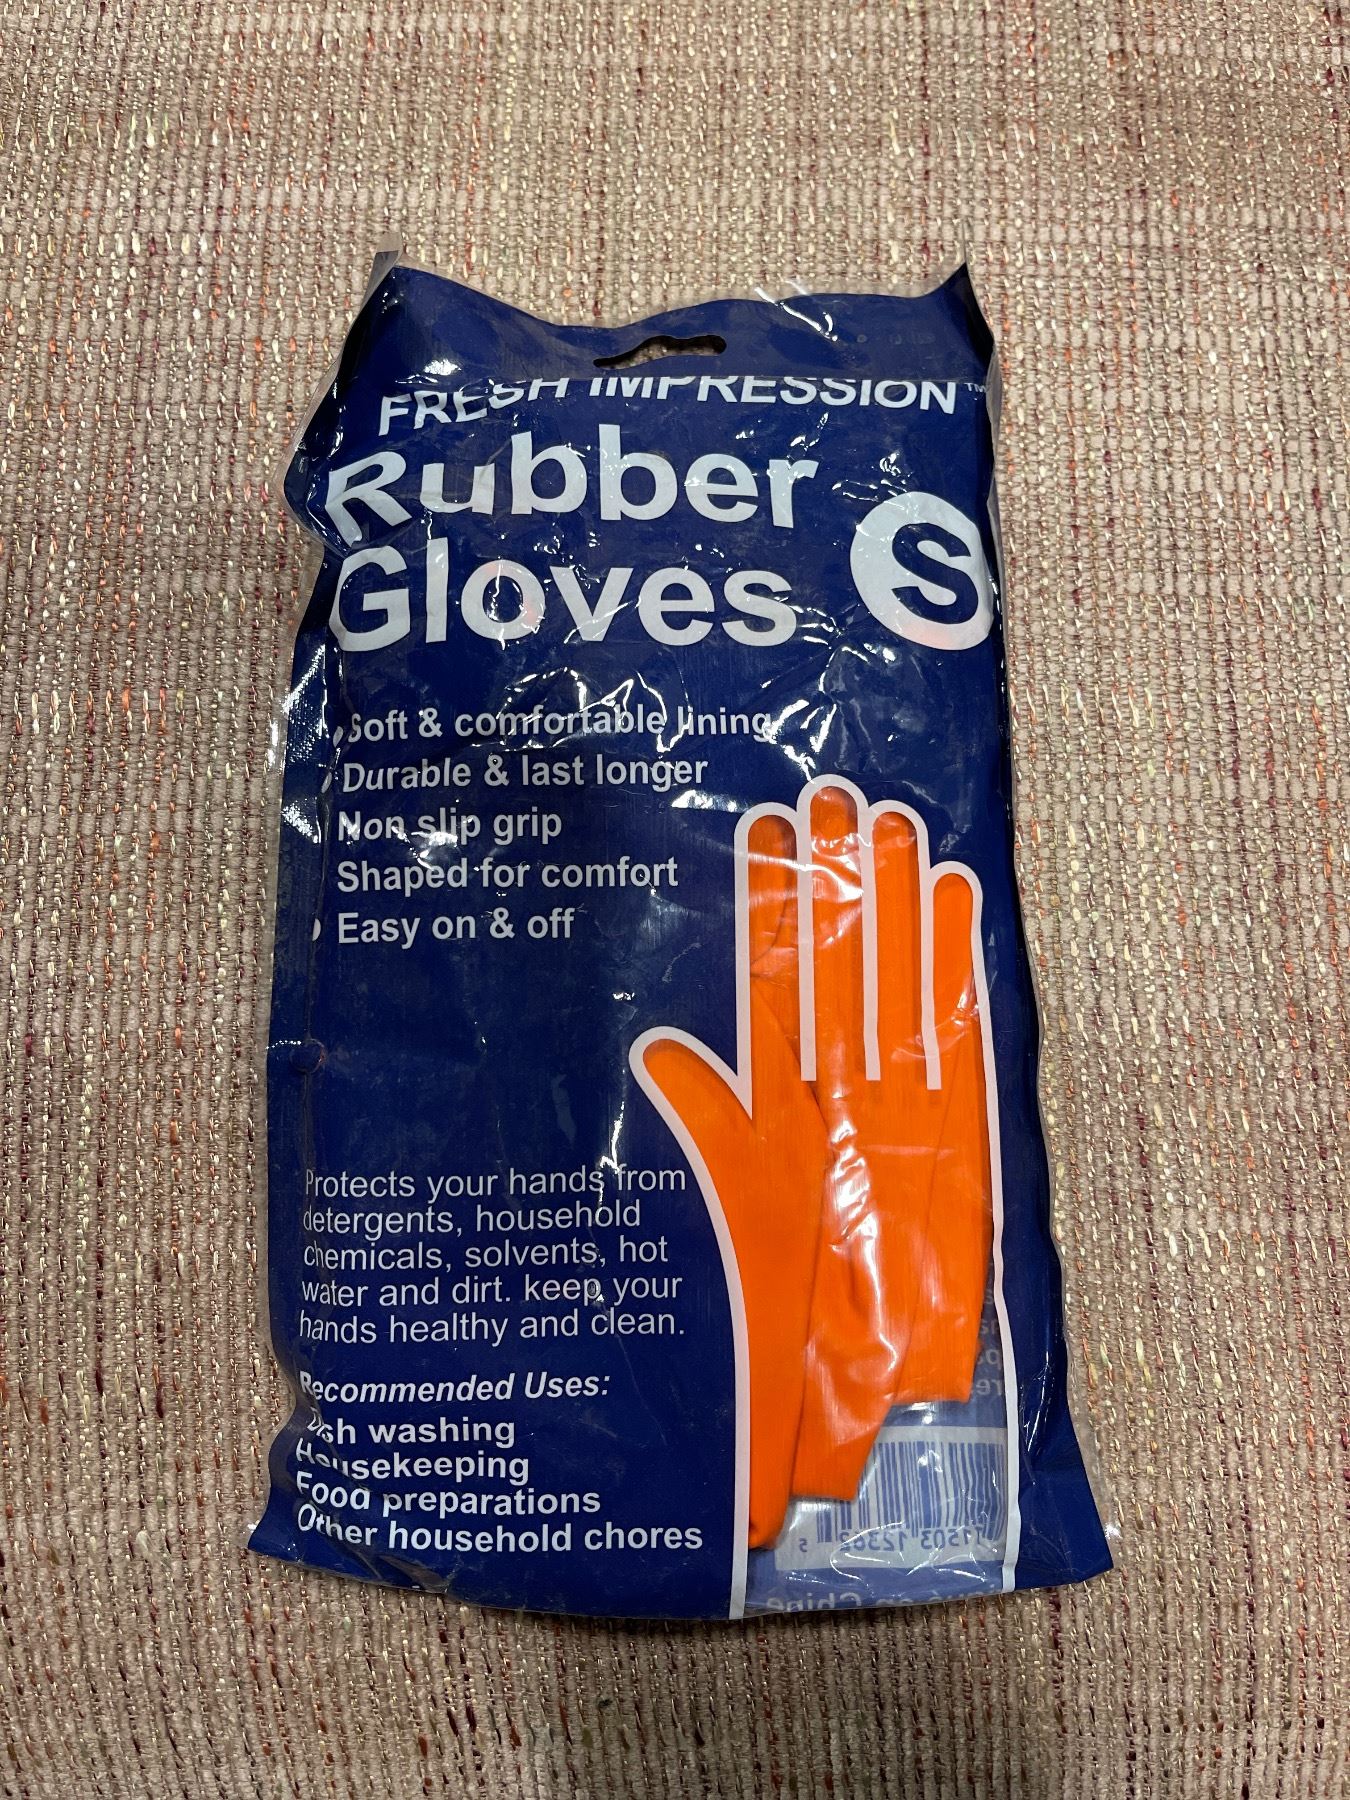 FRESH IMPRESSION™
Rubber
Gloves
S
Soft & comfortable lining
• Durable & last longer
Non slip grip
Shaped for comfort
• Easy on & off
Protects your hands from
detergents, household
chemicals, solvents, hot
water and dirt. keep your
hands healthy and clean.
Recommended Uses:
Dish washing
Housekeeping
Food preparations
Other household chores